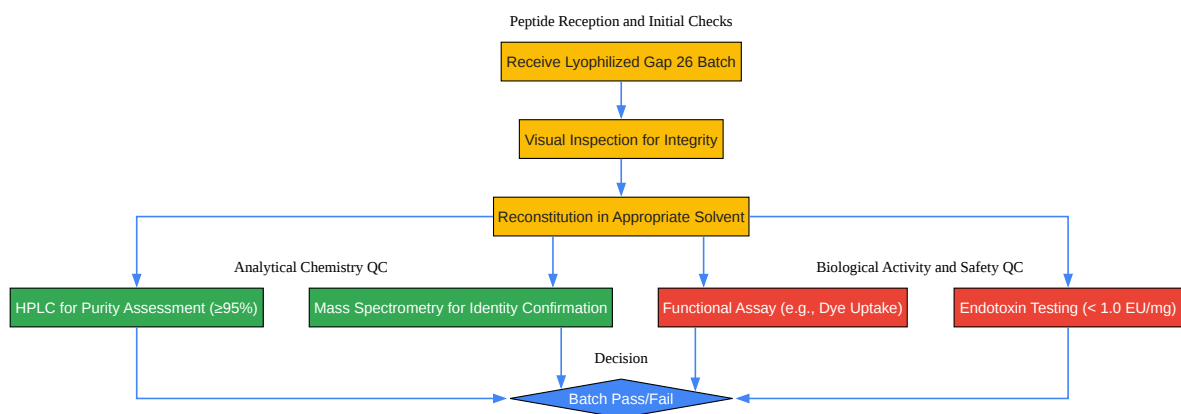 Peptide Reception and Initial Checks
Receive Lyophilized Gap 26 Batch
Visual Inspection for Integrity
Reconstitution in Appropriate Solvent
Analytical Chemistry QC
Biological Activity and Safety QC
HPLC for Purity Assessment (≥95%)
Mass Spectrometry for Identity Confirmation
Functional Assay (e.g., Dye Uptake)
Endotoxin Testing (< 1.0 EU/mg)
Decision
Batch Pass/Fail